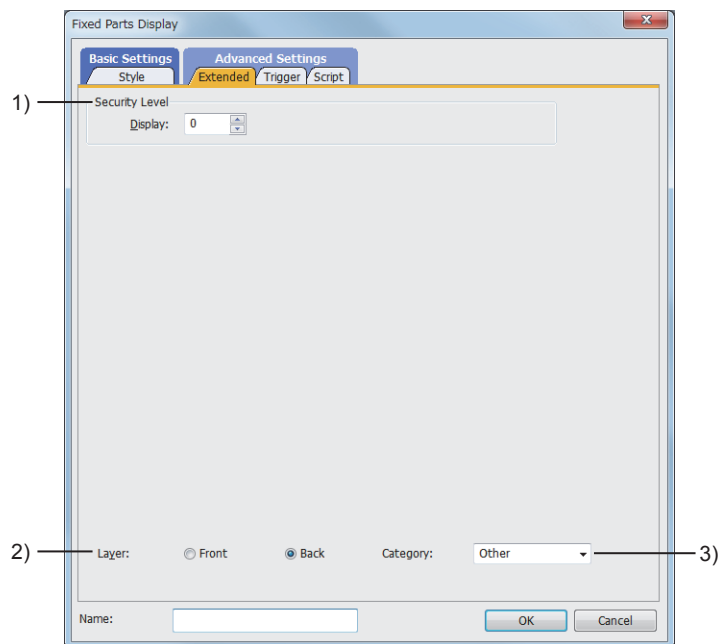 Fixed Parts Display
Basic Settings Advanced Settings
Style Extended Trigger Script
1) Security Level
Display: 0
2) Layer: Front Back Category: Other 3)
Name: OK Cancel